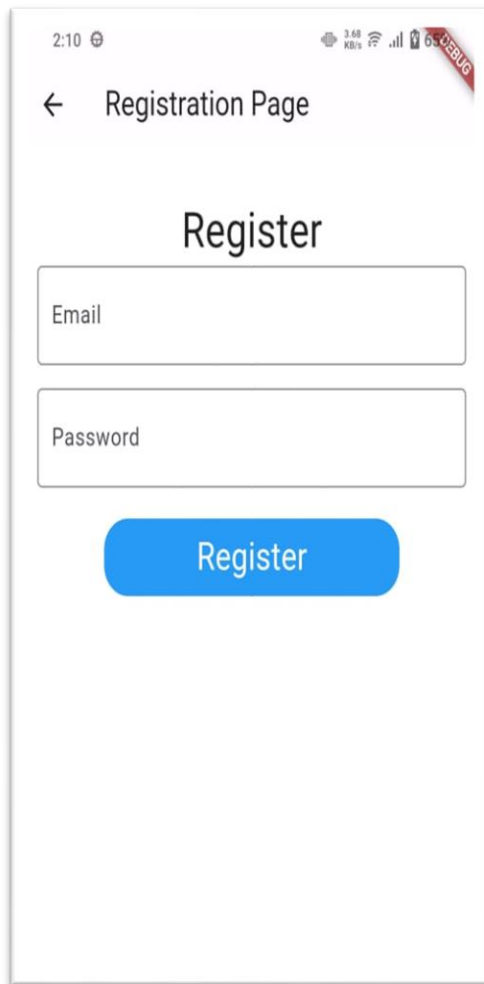 2:10
3.68
KB/s
DEBUG
Registration Page
Register
Email
Password
Register